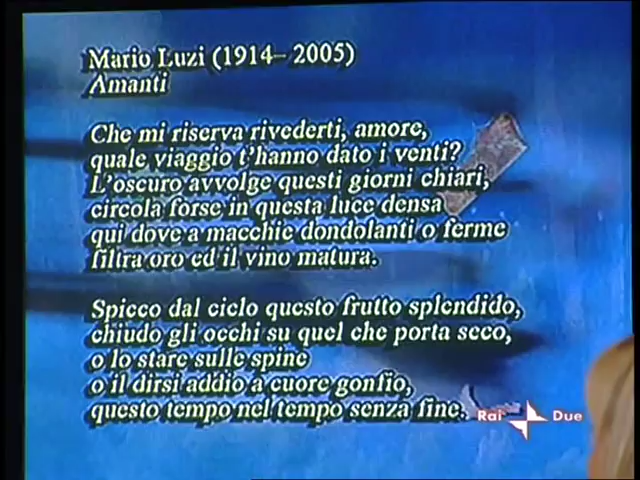 Mario Luzi (1914– 2005)
Amanti
Che mi riserva rivederti, amore,
quale viaggio t'hanno dato i venti?
L'oscuro avvolge questi giorni chiari,
circola forse in questa luce densa
qui dove a macchie dondolanti o ferme
filtra oro ed il vino matura.
Spicco dal ciclo questo frutto splendido,
chiudo gli occhi su quel che porta seco,
o lo stare sulle spine
o il dirsi addio a cuore gonfio,
questo tempo nel tempo senza fine.
Rai Due